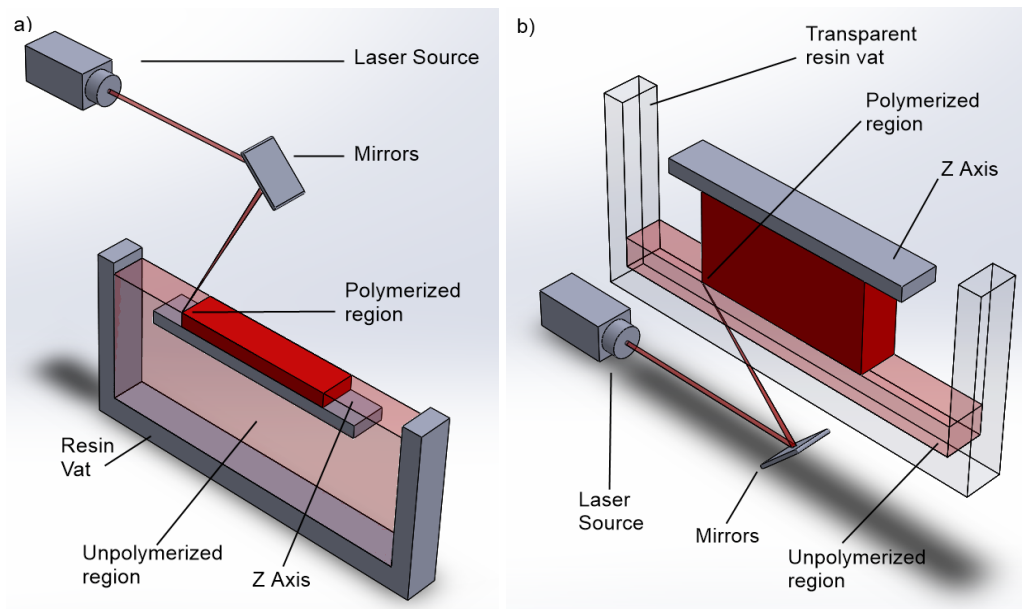 a)
Laser Source
Mirrors
Polymerized
region
Resin
Vat
Unpolymerized
region
Z Axis
b)
Transparent
resin vat
Polymerized
region
Z Axis
Laser
Source
Mirrors
Unpolymerized
region